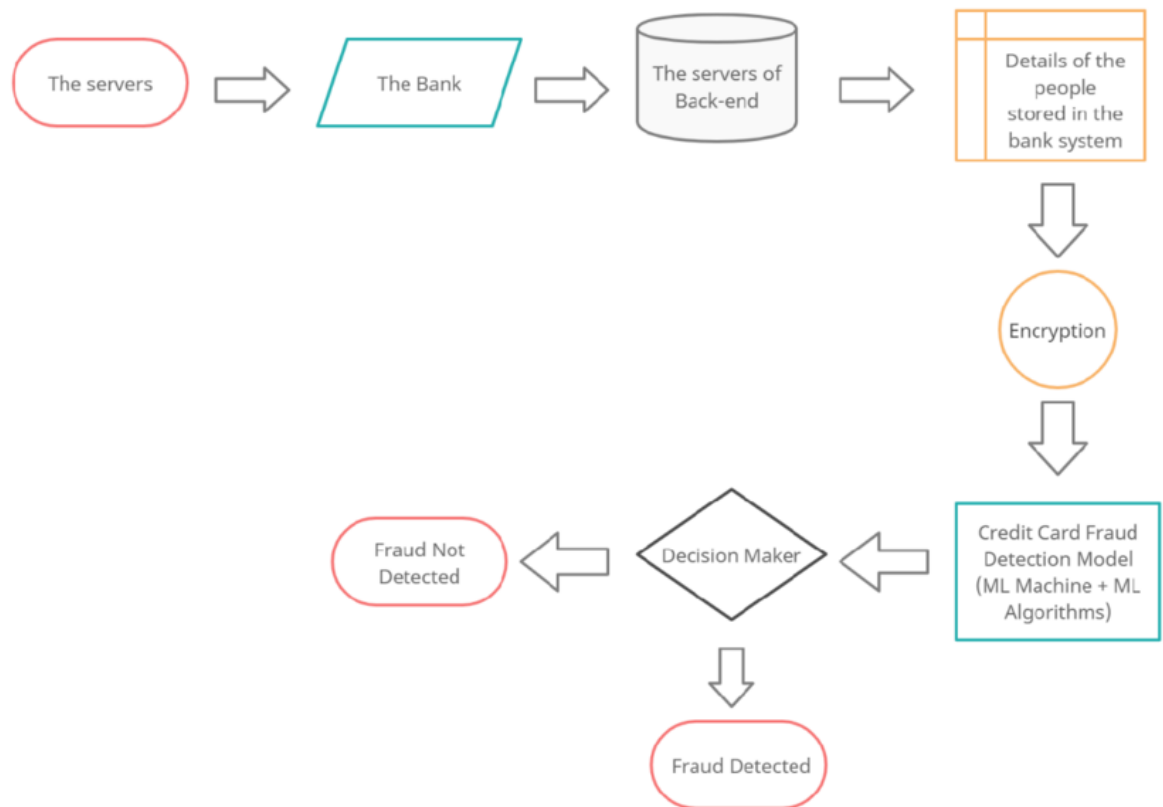 The servers
The Bank
The servers of
Back-end
Details of the
people
stored in the
bank system
Encryption
Credit Card Fraud
Detection Model
(ML Machine + ML
Algorithms)
Decision Maker
Fraud Not
Detected
Fraud Detected